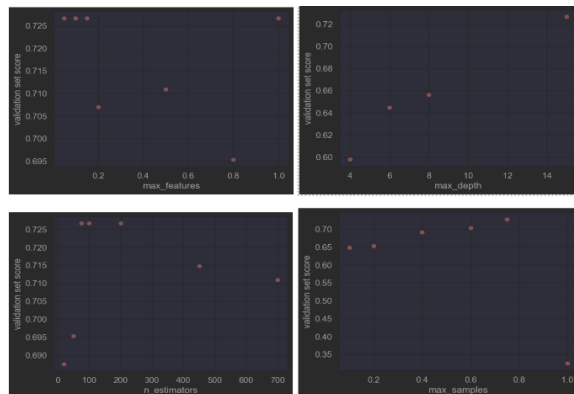 0.725
0.720
0.715
0.710
0.705
0.700
0.695
validation set score
0.2 0.4 0.6 0.8 1.0
max_features
0.72
0.70
0.68
0.66
0.64
0.62
0.60
validation set score
4 6 8 10 12 14
max_depth
0.725
0.720
0.715
0.710
0.705
0.700
0.695
0.690
validation set score
0 100 200 300 400 500 600 700
n_estimators
0.70
0.65
0.60
0.55
0.50
0.45
0.40
0.35
validation set score
0.2 0.4 0.6 0.8 1.0
max_samples